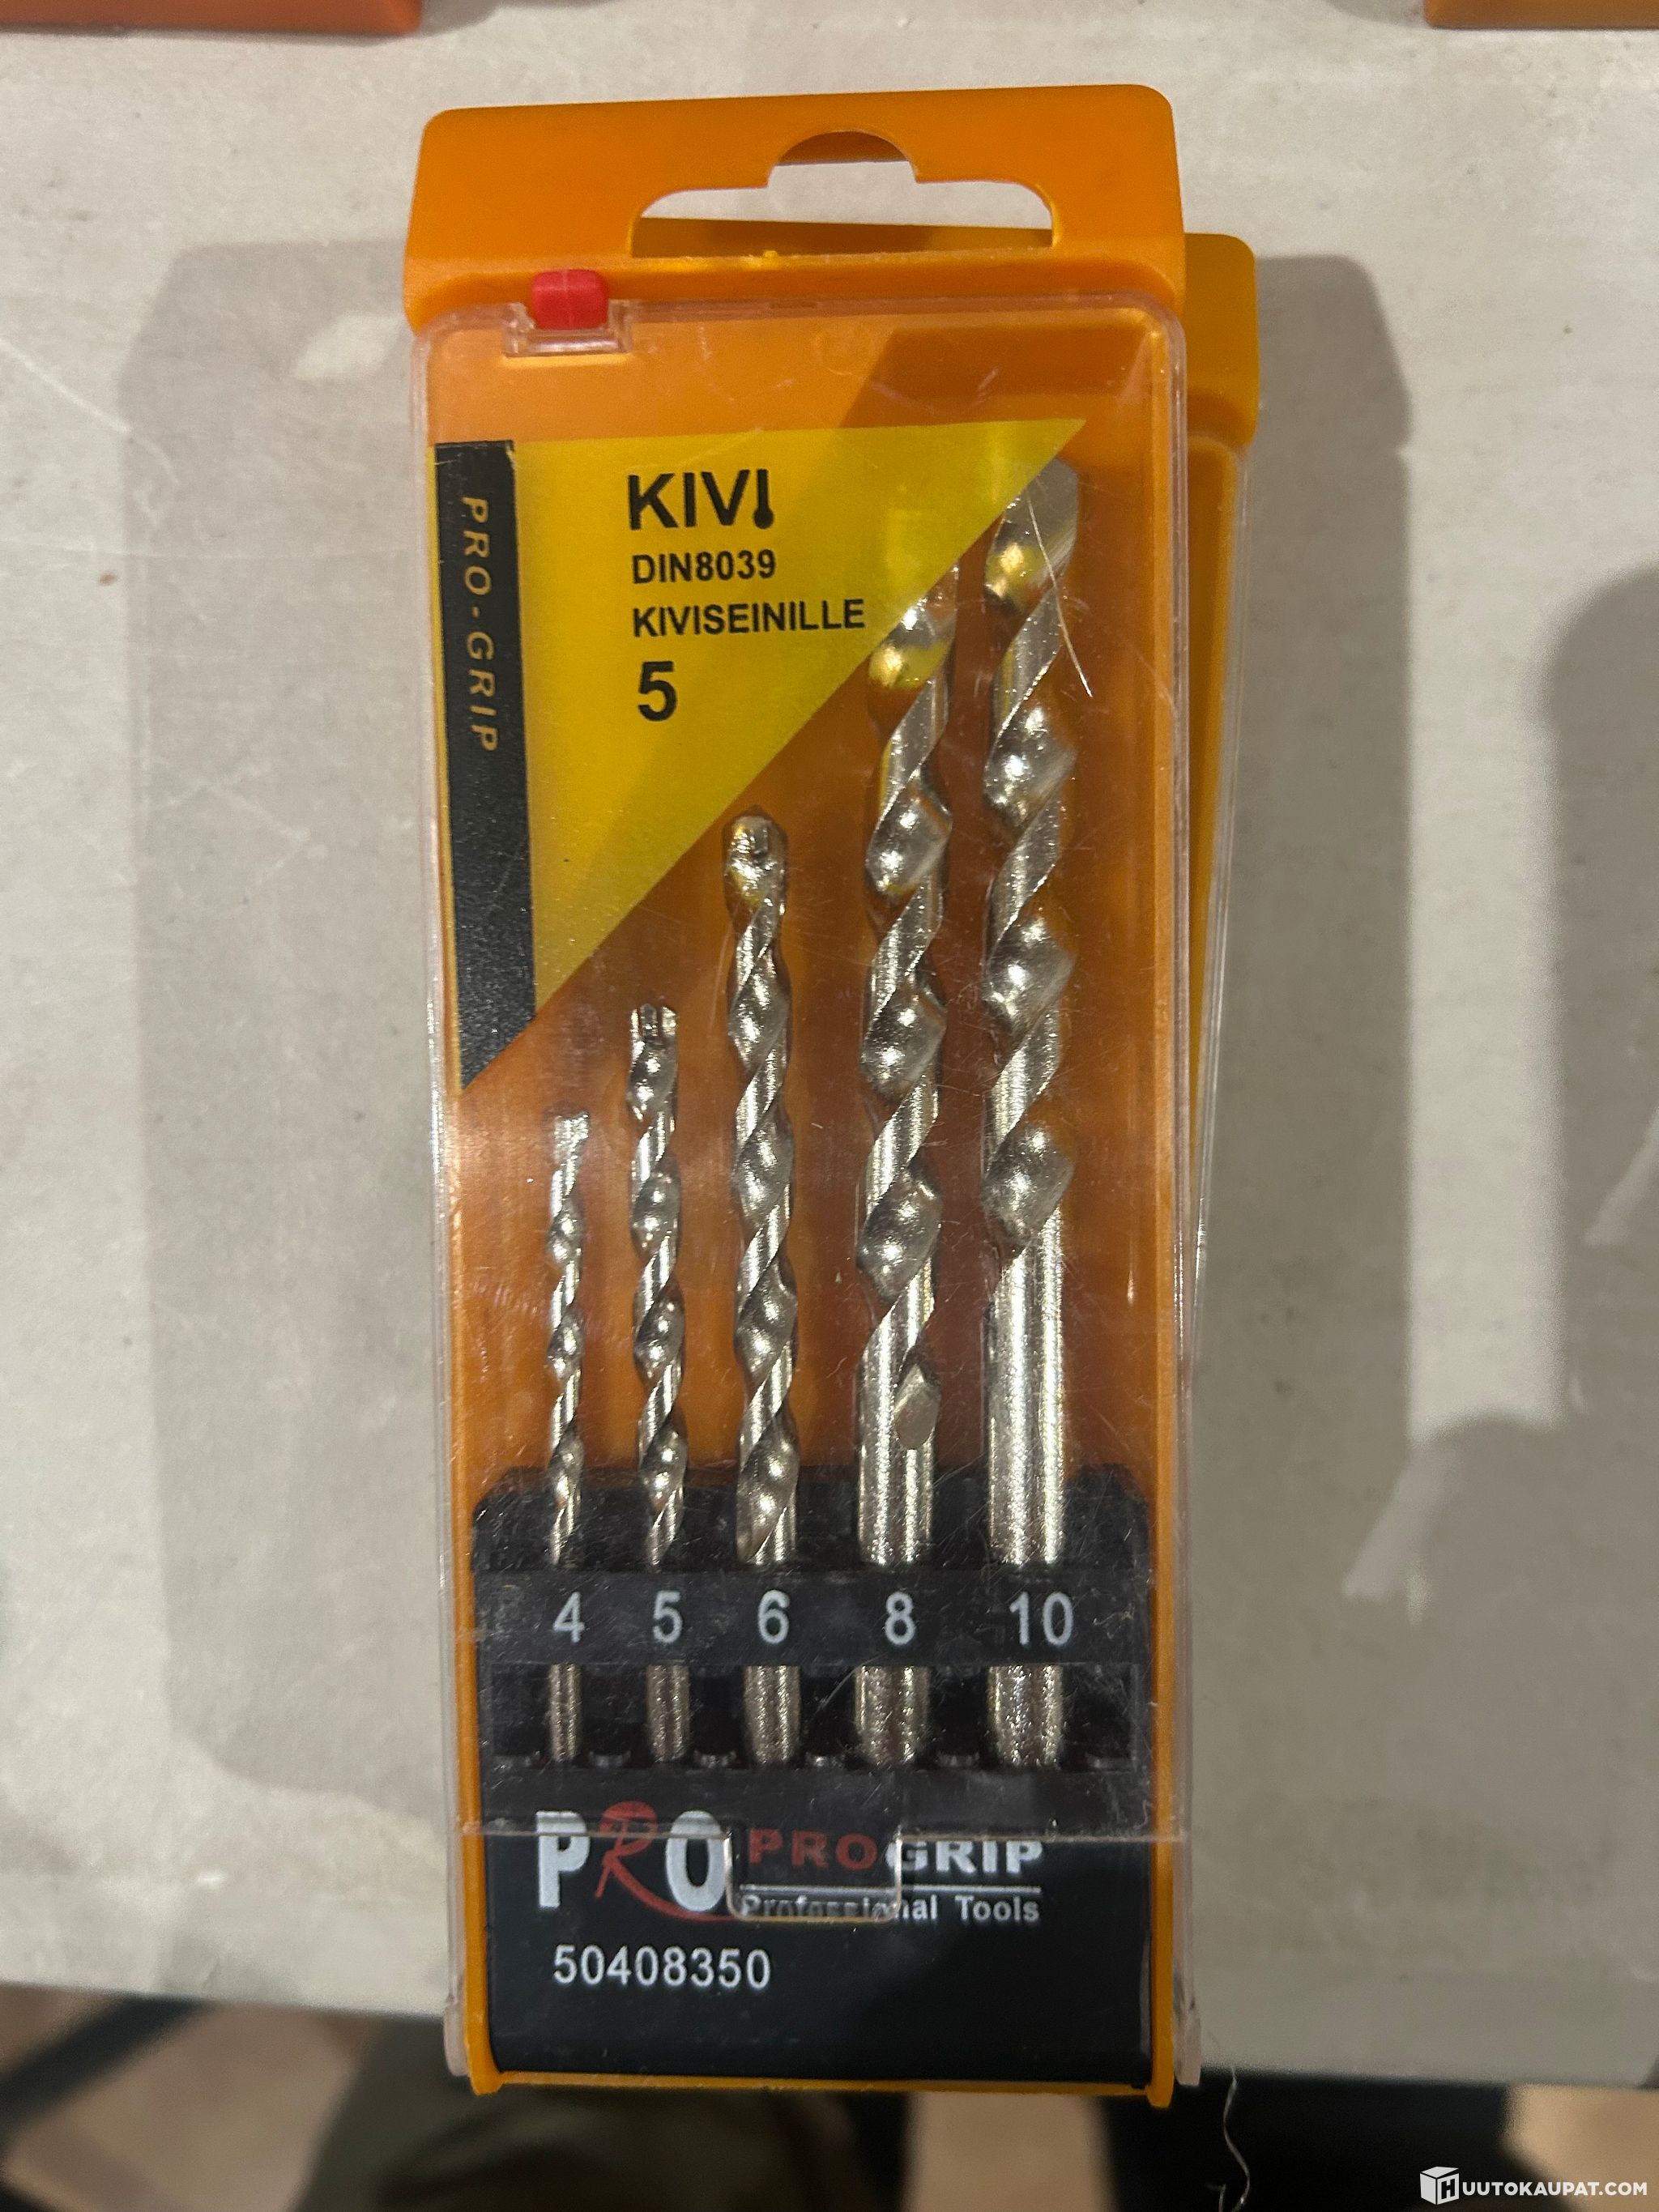 KIVI
DIN8039
KIVISEINILLE
5
PRO-GRIP
4 5 6 8 10
PRO PROGRIP
Professional Tools
50408350
HUUTOKAUPAT.COM